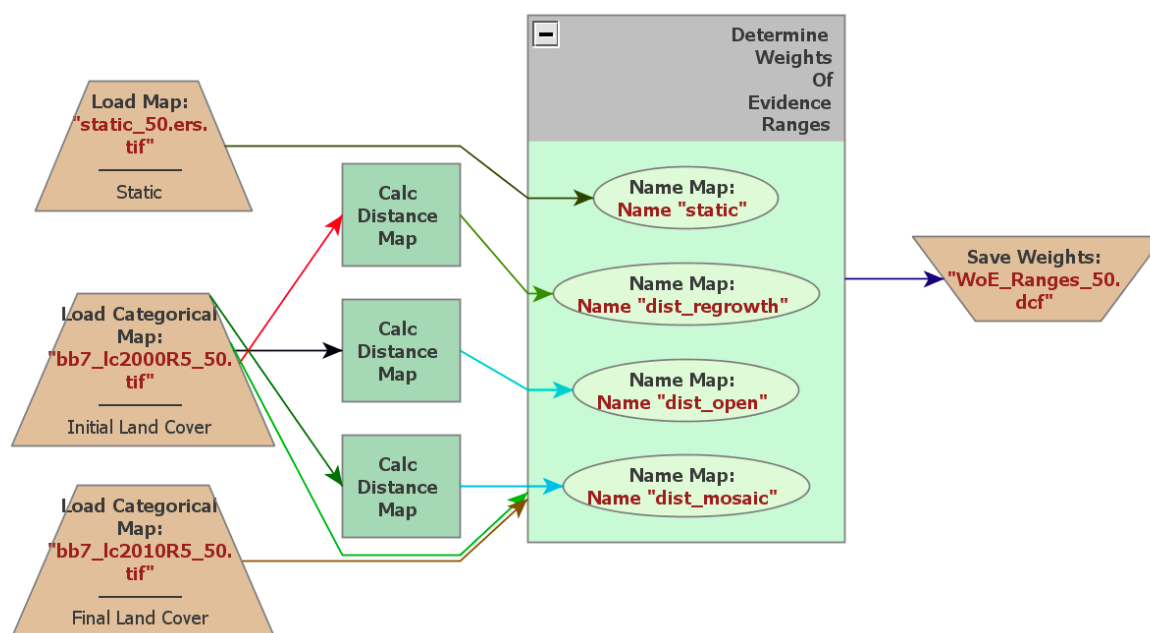 Determine
Weights
Of
Evidence
Ranges
Load Map:
"static_50.ers.
tif"
Static
Calc
Distance
Map
Name Map:
Name "static"
Load Categorical
Map:
"bb7_lc2000R5_50.
tif"
Initial Land Cover
Calc
Distance
Map
Name Map:
Name "dist_regrowth"
Save Weights:
"WoE_Ranges_50.
dcf"
Name Map:
Name "dist_open"
Calc
Distance
Map
Name Map:
Name "dist_mosaic"
Load Categorical
Map:
"bb7_lc2010R5_50.
tif"
Final Land Cover